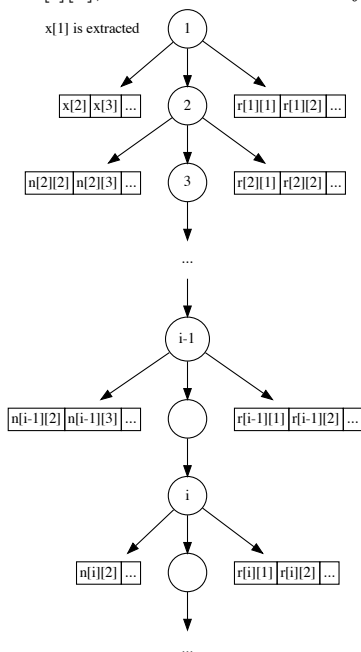 x[1] is extracted
1
x[2] x[3] ...
2
r[1][1] r[1][2] ...
n[2][2] n[2][3] ...
3
r[2][1] r[2][2] ...
...
i-1
n[i-1][2] n[i-1][3] ...
r[i-1][1] r[i-1][2] ...
i
n[i][2] ...
r[i][1] r[i][2] ...
...